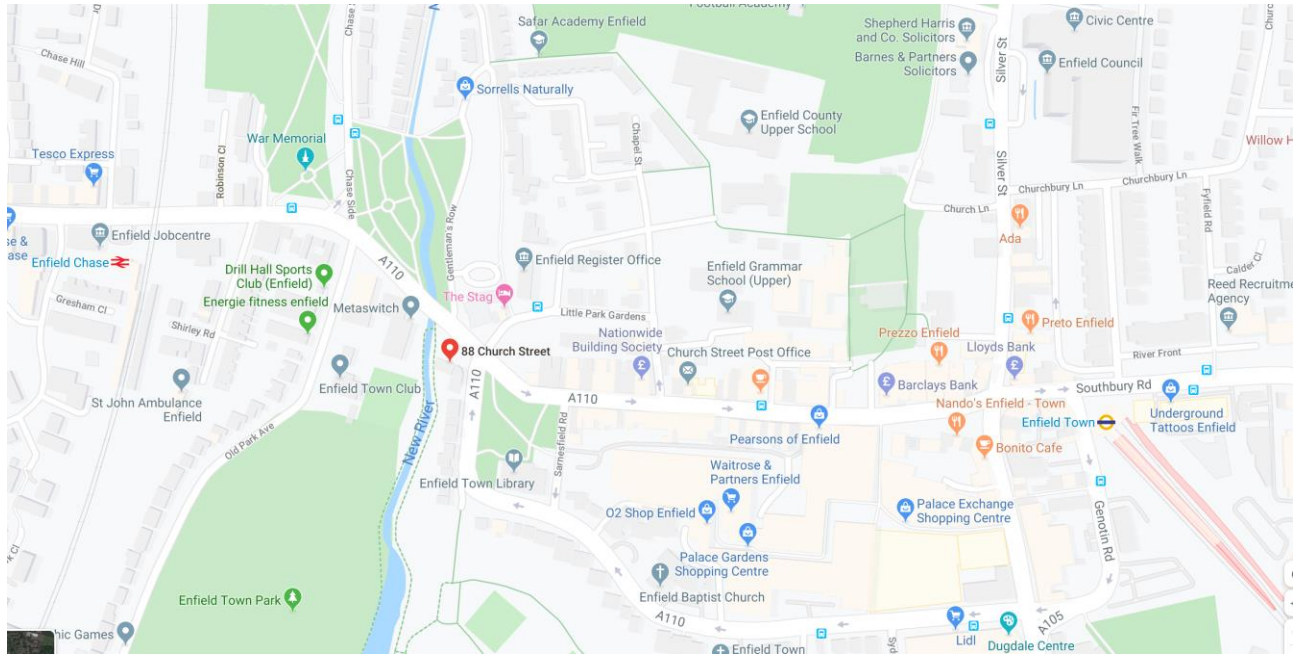 Football Academy
Safar Academy Enfield
Shepherd Harris
and Co. Solicitors
Barnes & Partners
Solicitors
Silver St
Civic Centre
Enfield Council
Chase Hill
Sorrells Naturally
Enfield County
Upper School
Fir Tree Walk
Willow H
War Memorial
Tesco Express
Robinson Cl
Chase Side
Chapel St
Silver St
Churchbury Ln
Churchbury Ln
Fyfield Rd
Church Ln
Ada
Enfield Jobcentre
Enfield Chase
A110
Gentleman's Row
Enfield Register Office
Enfield Grammar
School (Upper)
Calder Cl
Reed Recruitme
Agency
Drill Hall Sports
Club (Enfield)
Energie fitness enfield
Metaswitch
The Stag
Little Park Gardens
Gresham Cl
Shirley Rd
Nationwide
Building Society
Prezzo Enfield
Preto Enfield
Lloyds Bank
River Front
88 Church Street
Church Street Post Office
Barclays Bank
Southbury Rd
Enfield Town Club
St John Ambulance
Enfield
A110
A110
Nando's Enfield - Town
Enfield Town
Underground
Tattoos Enfield
Pearsons of Enfield
Bonito Cafe
Old Park Ave
New River
Sarnesfield Rd
Enfield Town Library
Waitrose &
Partners Enfield
O2 Shop Enfield
Palace Exchange
Shopping Centre
Genotin Rd
Palace Gardens
Shopping Centre
Enfield Baptist Church
Enfield Town Park
A110
A105
hic Games
Lidl
Dugdale Centre
Enfield Town